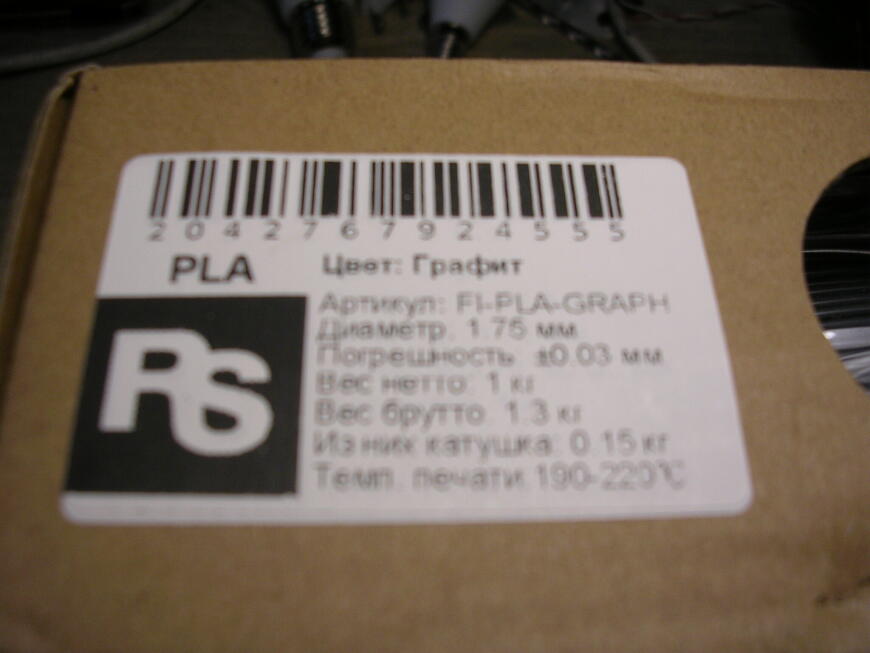 2042767924555
PLA
Цвет: Графит
RS
Артикул: FI-PLA-GRAPH
Диаметр: 1.75 мм
Погрешность: ±0.03 мм
Вес нетто: 1 кг
Вес брутто: 1.3 кг
Из них катушка: 0.15 кг
Темп. печати: 190-220℃